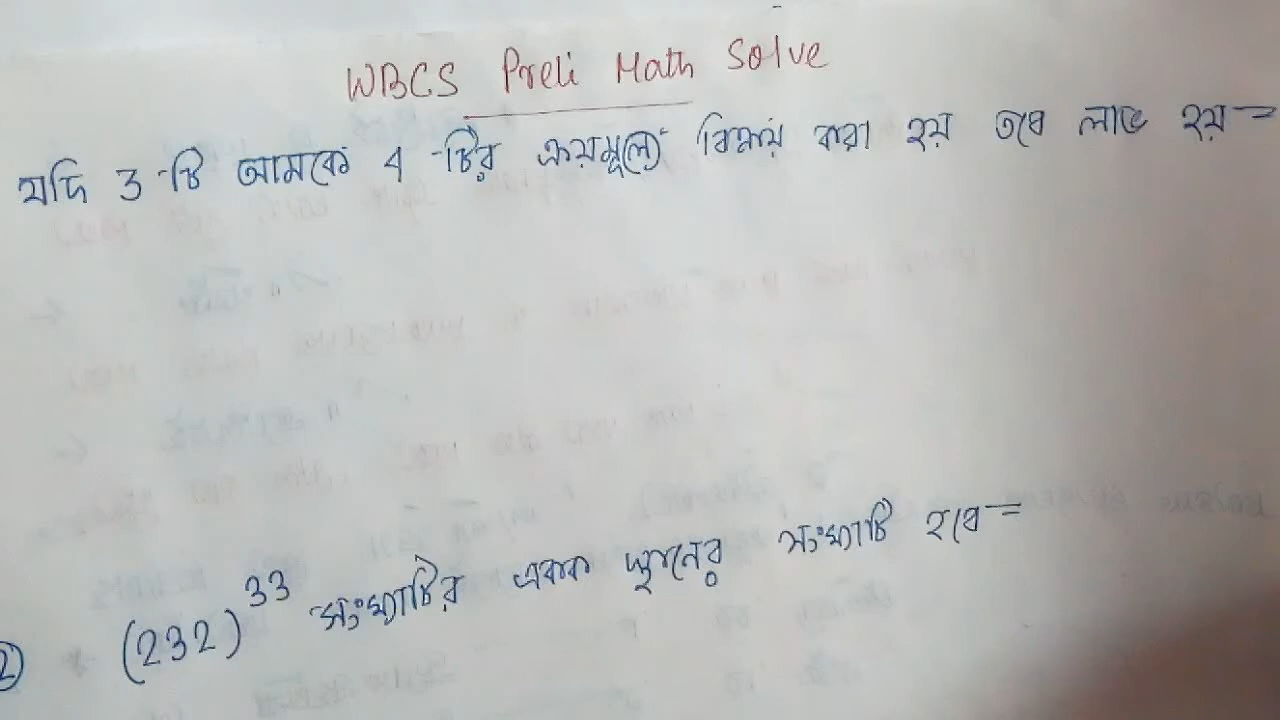 WBCS Preli Math Solve
যদি 3-টি আমকে 4-টির ক্রয়মূল্যে বিক্রয় করা হয় তবে লাভ হয় =
② (232)^33 সংখ্যাটির একক স্থানের সংখ্যাটি হবে =